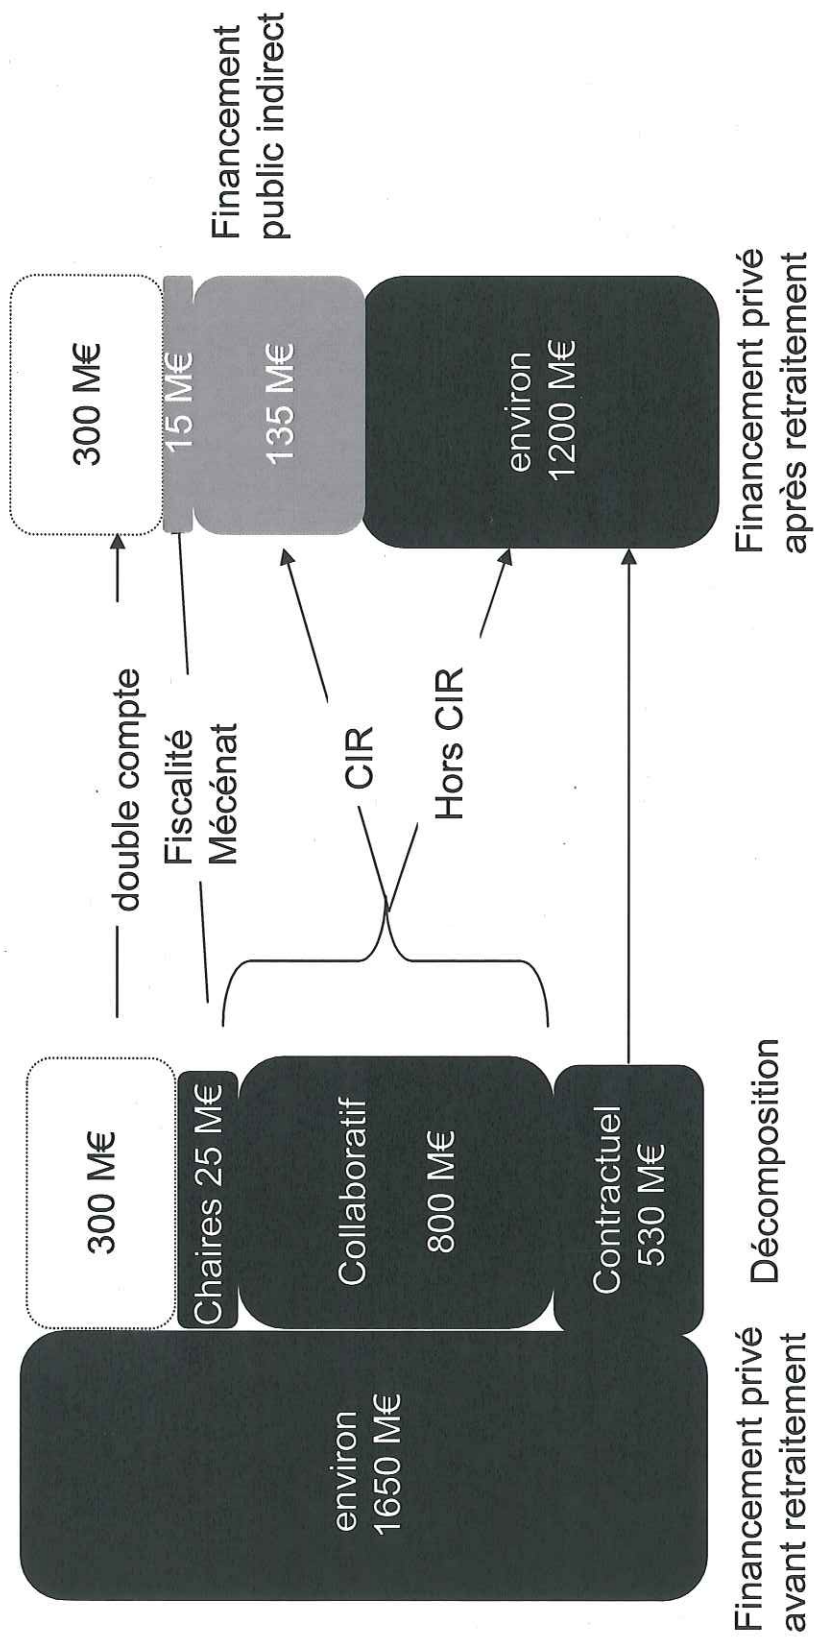 environ
1650 M€
Financement privé
avant retraitement
300 M€
Chaires 25 M€
Collaboratif
800 M€
Contractuel
530 M€
Décomposition
double compte
Fiscalité
Mécénat
CIR
Hors CIR
300 M€
15 M€
135 M€
environ
1200 M€
Financement privé
après retraitement
Financement
public indirect